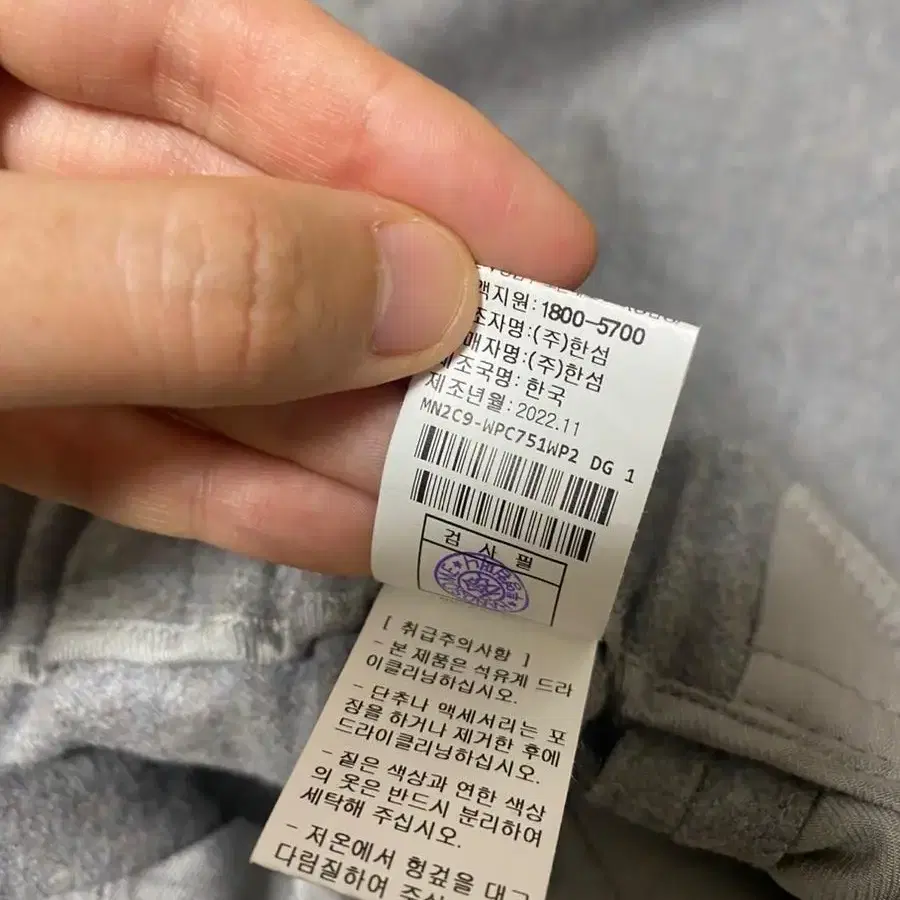 객지원:1800-5700
조자명:(주)한섬
매자명:(주)한섬
제조국명: 한국
제조년월:2022.11
MN2C9-WPC751WP2 DG 1
검 사 필
[ 취급주의사항 ]
- 본 제품은 석유계 드라
이클리닝하십시오.
- 단추나 액세서리는 포
장을 하거나 제거한 후에
드라이클리닝하십시오.
- 짙은 색상과 연한 색상
의 옷은 반드시 분리하여
세탁해 주십시오.
- 저온에서 헝겊을 대고
다림질하여 주십